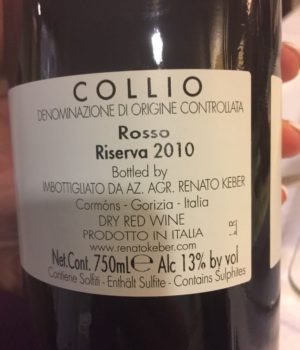 COLLIO
DENOMINAZIONE DI ORIGINE CONTROLLATA
Rosso
Riserva 2010
Bottled by
IMBOTTIGLIATO DA AZ. AGR. RENATO KEBER
Cormóns - Gorizia - Italia
DRY RED WINE
PRODOTTO IN ITALIA
www.renatokeber.com
Net.Cont. 750ml℮ Alc 13% by vol
Contiene Solfiti - Enthält Sulfite - Contains Sulphites